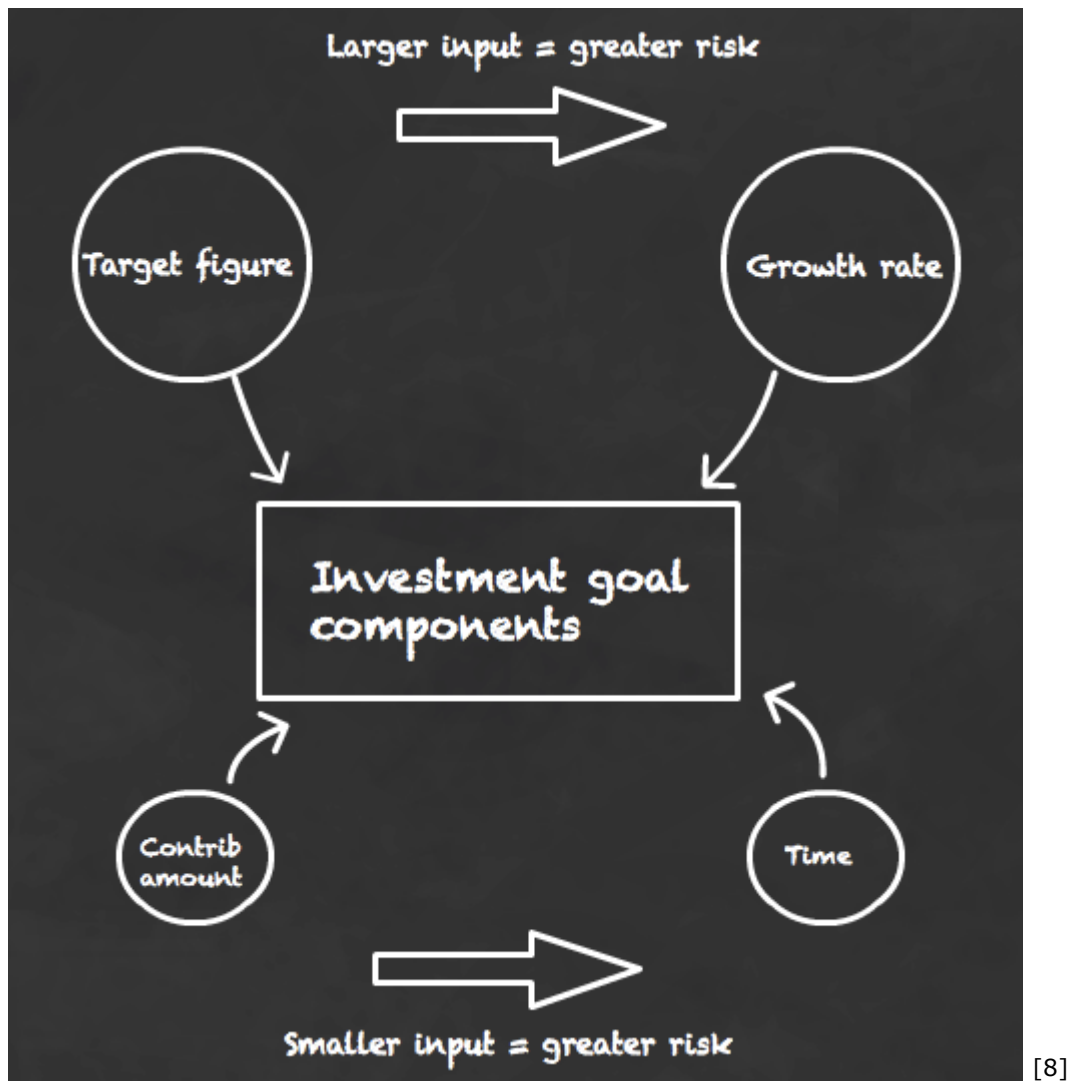 Larger input = greater risk
Target figure
Growth rate
Investment goal
components
Contrib
amount
Time
Smaller input = greater risk
[8]